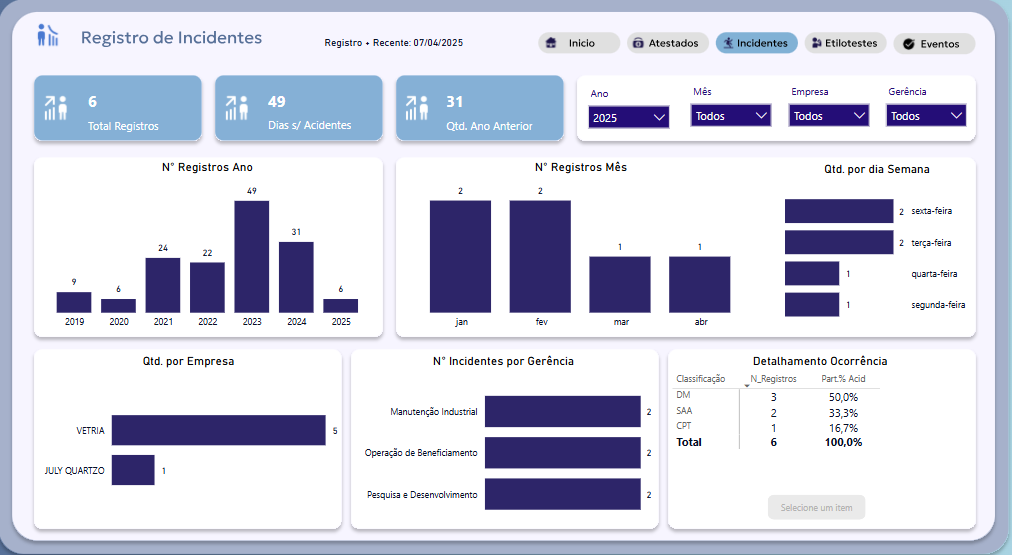 Registro de Incidentes
Registro + Recente: 07/04/2025
Inicio
Atestados
Incidentes
Etilotestes
Eventos
6
Total Registros
49
Dias s/ Acidentes
31
Qtd. Ano Anterior
Ano
2025
Mês
Todos
Empresa
Todos
Gerência
Todos
N° Registros Ano
9 6 24 22 49 31 6
2019 2020 2021 2022 2023 2024 2025
N° Registros Mês
2 2 1 1
jan fev mar abr
Qtd. por dia Semana
2 sexta-feira
2 terça-feira
1 quarta-feira
1 segunda-feira
Qtd. por Empresa
VETRIA 5
JULY QUARTZO 1
N° Incidentes por Gerência
Manutenção Industrial 2
Operação de Beneficiamento 2
Pesquisa e Desenvolvimento 2
Detalhamento Ocorrência
Classificação N_Registros Part.% Acid
DM 3 50,0%
SAA 2 33,3%
CPT 1 16,7%
Total 6 100,0%
Selecione um item